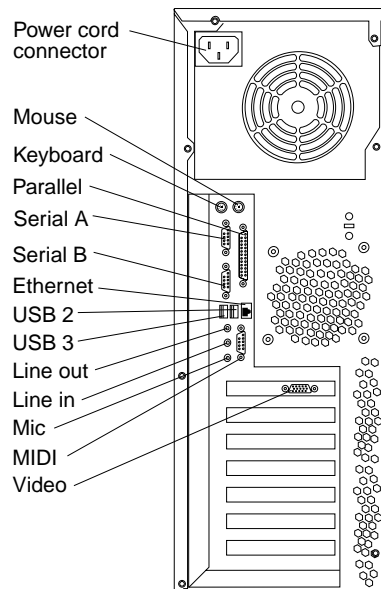 Power cord
connector
Mouse
Keyboard
Parallel
Serial A
Serial B
Ethernet
USB 2
USB 3
Line out
Line in
Mic
MIDI
Video